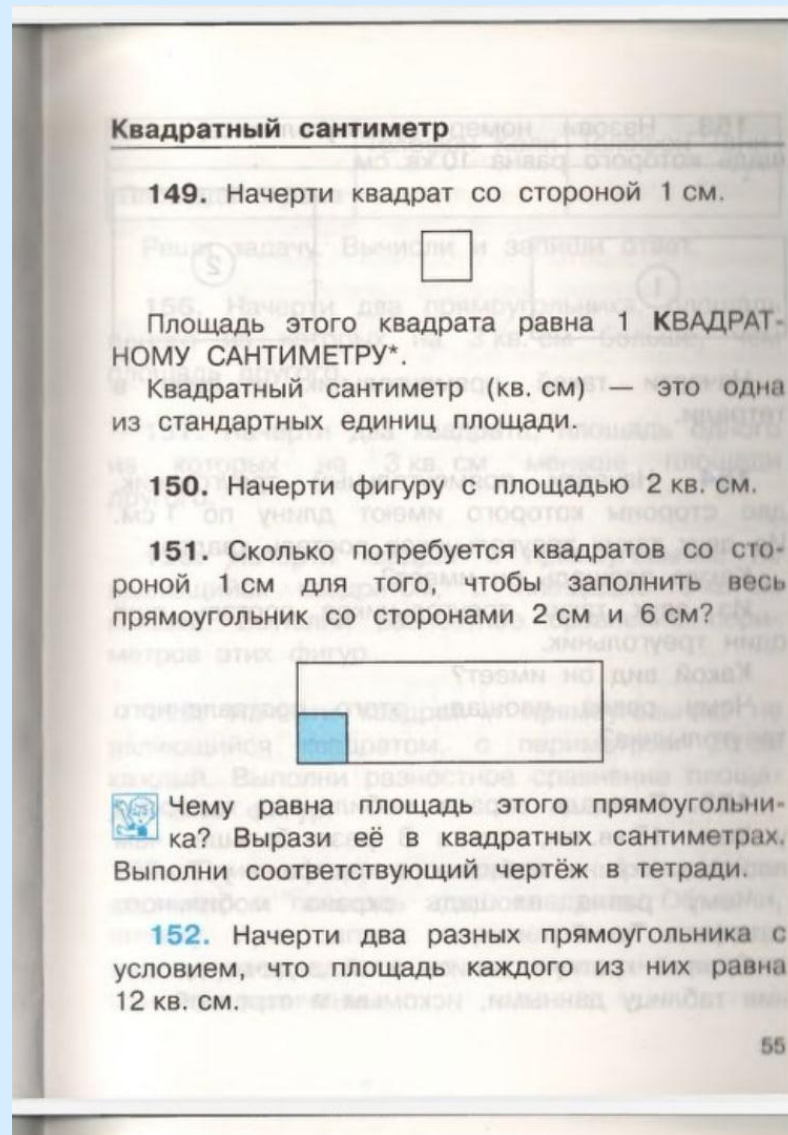 Квадратный сантиметр
149. Начерти квадрат со стороной 1 см.
Площадь этого квадрата равна 1 КВАДРАТ-
НОМУ САНТИМЕТРУ*.
Квадратный сантиметр (кв. см) — это одна
из стандартных единиц площади.
150. Начерти фигуру с площадью 2 кв. см.
151. Сколько потребуется квадратов со сто-
роной 1 см для того, чтобы заполнить весь
прямоугольник со сторонами 2 см и 6 см?
Чему равна площадь этого прямоугольни-
ка? Вырази её в квадратных сантиметрах.
Выполни соответствующий чертёж в тетради.
152. Начерти два разных прямоугольника с
условием, что площадь каждого из них равна
12 кв. см.
55